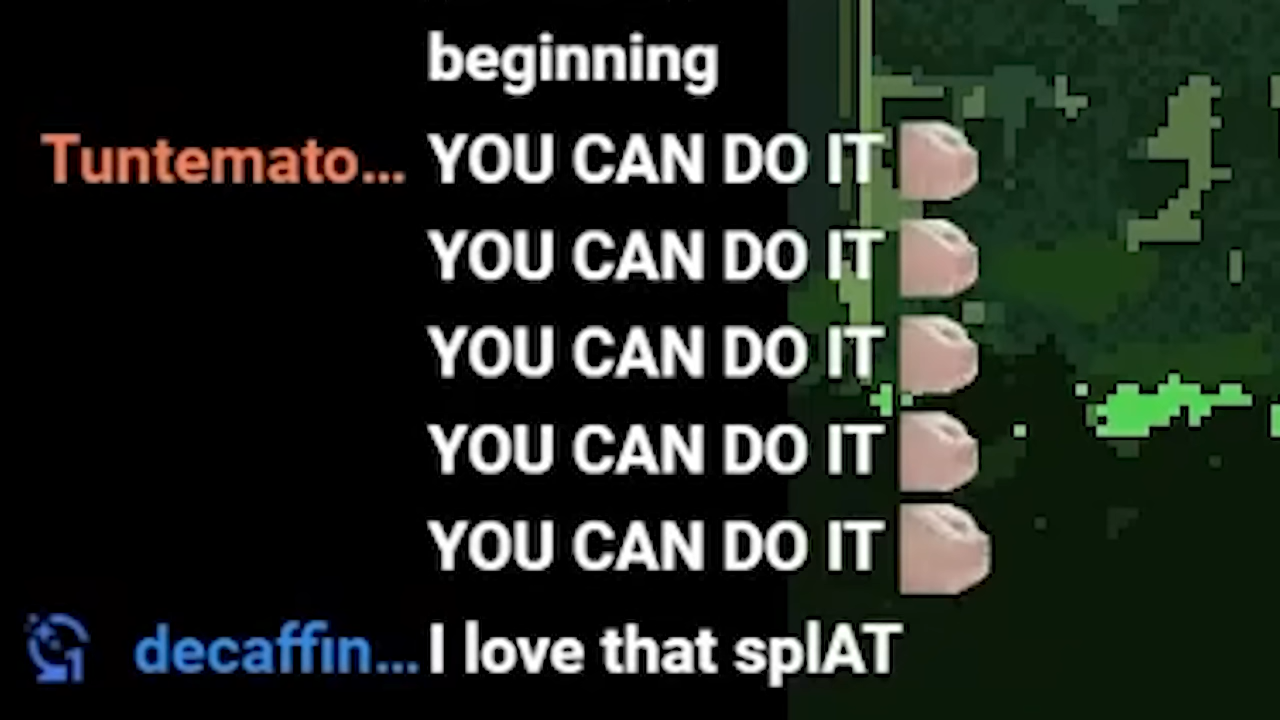 beginning
Tuntemato... YOU CAN DO IT
YOU CAN DO IT
YOU CAN DO IT
YOU CAN DO IT
YOU CAN DO IT
decaffin... I love that splAT